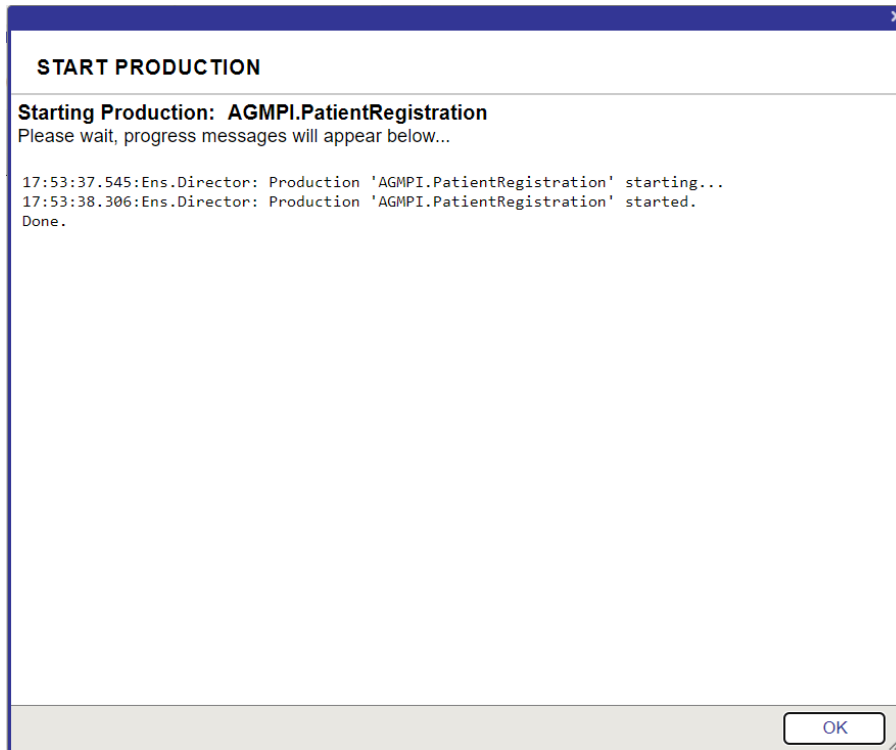 START PRODUCTION
Starting Production: AGMPI.PatientRegistration
Please wait, progress messages will appear below...
17:53:37.545:Ens.Director: Production 'AGMPI.PatientRegistration' starting...
17:53:38.306:Ens.Director: Production 'AGMPI.PatientRegistration' started.
Done.
OK